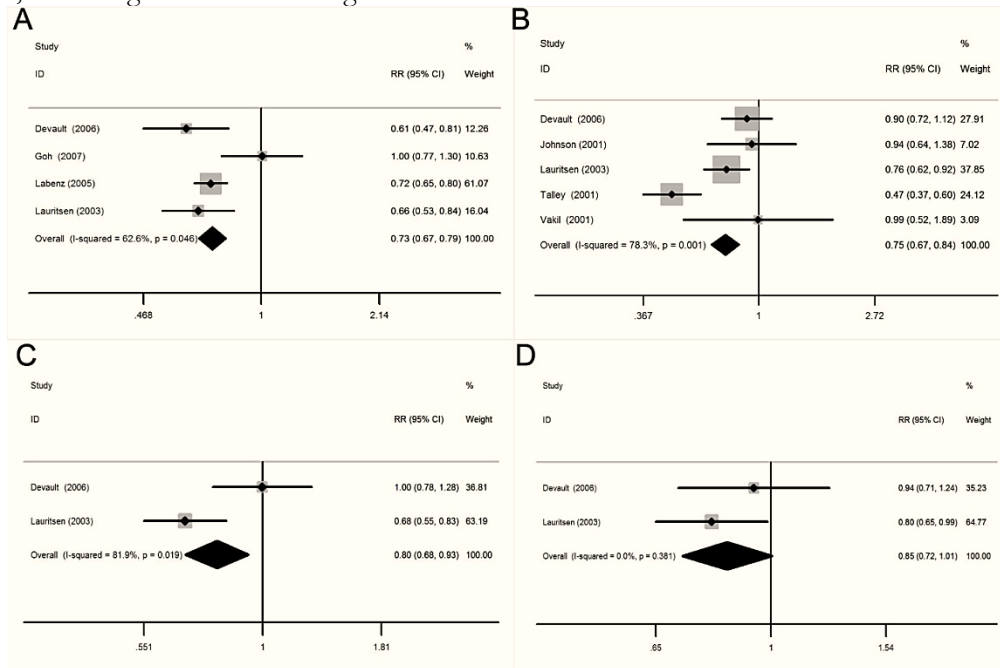 A
Study %
ID RR (95% CI) Weight
Devault (2006) 0.61 (0.47, 0.81) 12.26
Goh (2007) 1.00 (0.77, 1.30) 10.63
Labenz (2005) 0.72 (0.65, 0.80) 61.07
Lauritsen (2003) 0.66 (0.53, 0.84) 16.04
Overall (I-squared = 62.6%, p = 0.046) 0.73 (0.67, 0.79) 100.00
.468 1 2.14
B
Study %
ID RR (95% CI) Weight
Devault (2006) 0.90 (0.72, 1.12) 27.91
Johnson (2001) 0.94 (0.64, 1.38) 7.02
Lauritsen (2003) 0.76 (0.62, 0.92) 37.85
Talley (2001) 0.47 (0.37, 0.60) 24.12
Vakil (2001) 0.99 (0.52, 1.89) 3.09
Overall (I-squared = 78.3%, p = 0.001) 0.75 (0.67, 0.84) 100.00
.367 1 2.72
C
Study %
ID RR (95% CI) Weight
Devault (2006) 1.00 (0.78, 1.28) 36.81
Lauritsen (2003) 0.68 (0.55, 0.83) 63.19
Overall (I-squared = 81.9%, p = 0.019) 0.80 (0.68, 0.93) 100.00
.551 1 1.81
D
Study %
ID RR (95% CI) Weight
Devault (2006) 0.94 (0.71, 1.24) 35.23
Lauritsen (2003) 0.80 (0.65, 0.99) 64.77
Overall (I-squared = 0.0%, p = 0.381) 0.85 (0.72, 1.01) 100.00
.65 1 1.54